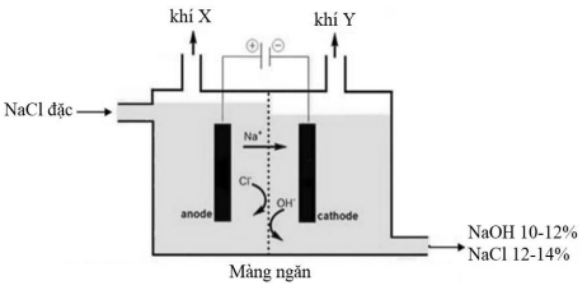 khí X
khí Y
+
−
NaCl đặc
Na⁺
Cl⁻
OH⁻
anode
cathode
NaOH 10-12%
NaCl 12-14%
Màng ngăn